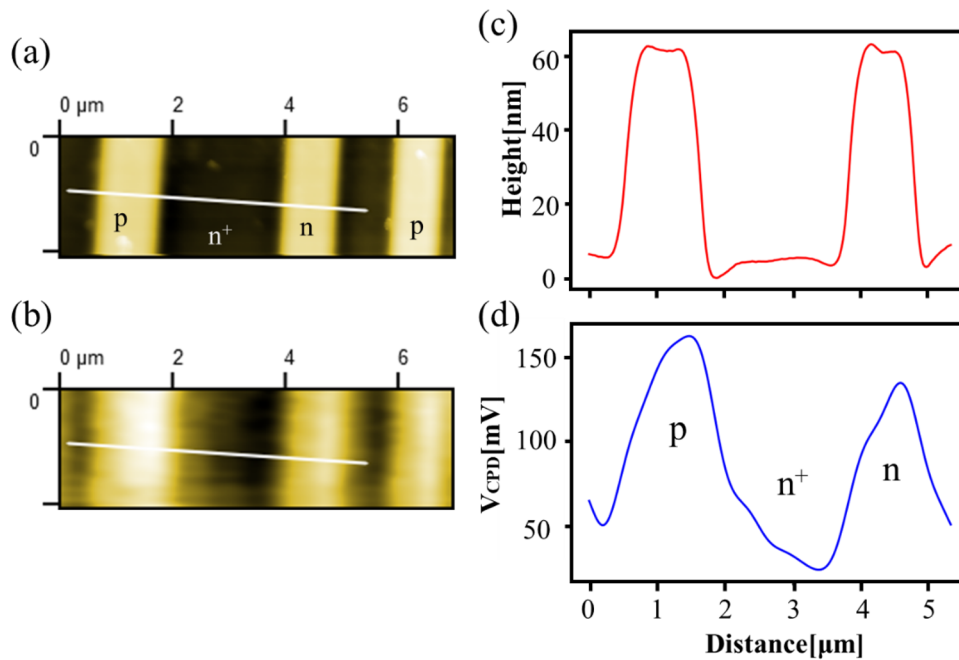 (a)
0 µm 2 4 6
0
p n⁺ n p
(b)
0 µm 2 4 6
0
(c)
Height[nm]
60
40
20
0
(d)
V_CPD[mV]
150
100
50
p
n⁺
n
0 1 2 3 4 5
Distance[µm]